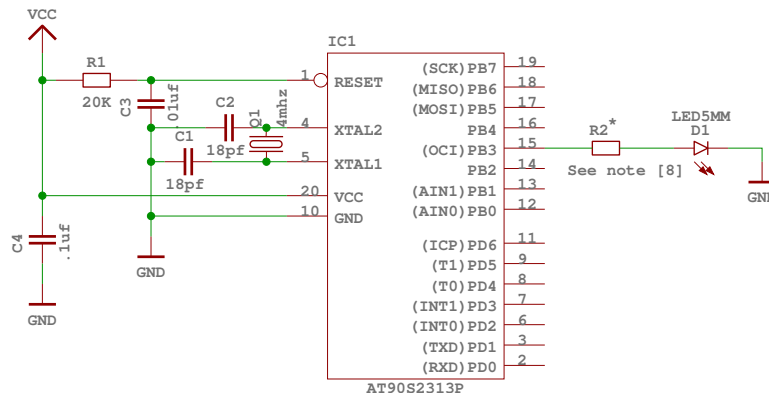 VCC
R1
20K
C3
.01uf
C2
18pf
C1
18pf
Q1
4mhz
C4
.1uf
GND
GND
IC1
1
RESET
4
XTAL2
5
XTAL1
20
VCC
10
GND
(SCK)PB7
19
(MISO)PB6
18
(MOSI)PB5
17
PB4
16
(OCI)PB3
15
PB2
14
(AIN1)PB1
13
(AIN0)PB0
12
(ICP)PD6
11
(T1)PD5
9
(T0)PD4
8
(INT1)PD3
7
(INT0)PD2
6
(TXD)PD1
3
(RXD)PD0
2
AT90S2313P
R2*
See note [8]
LED5MM
D1
GND